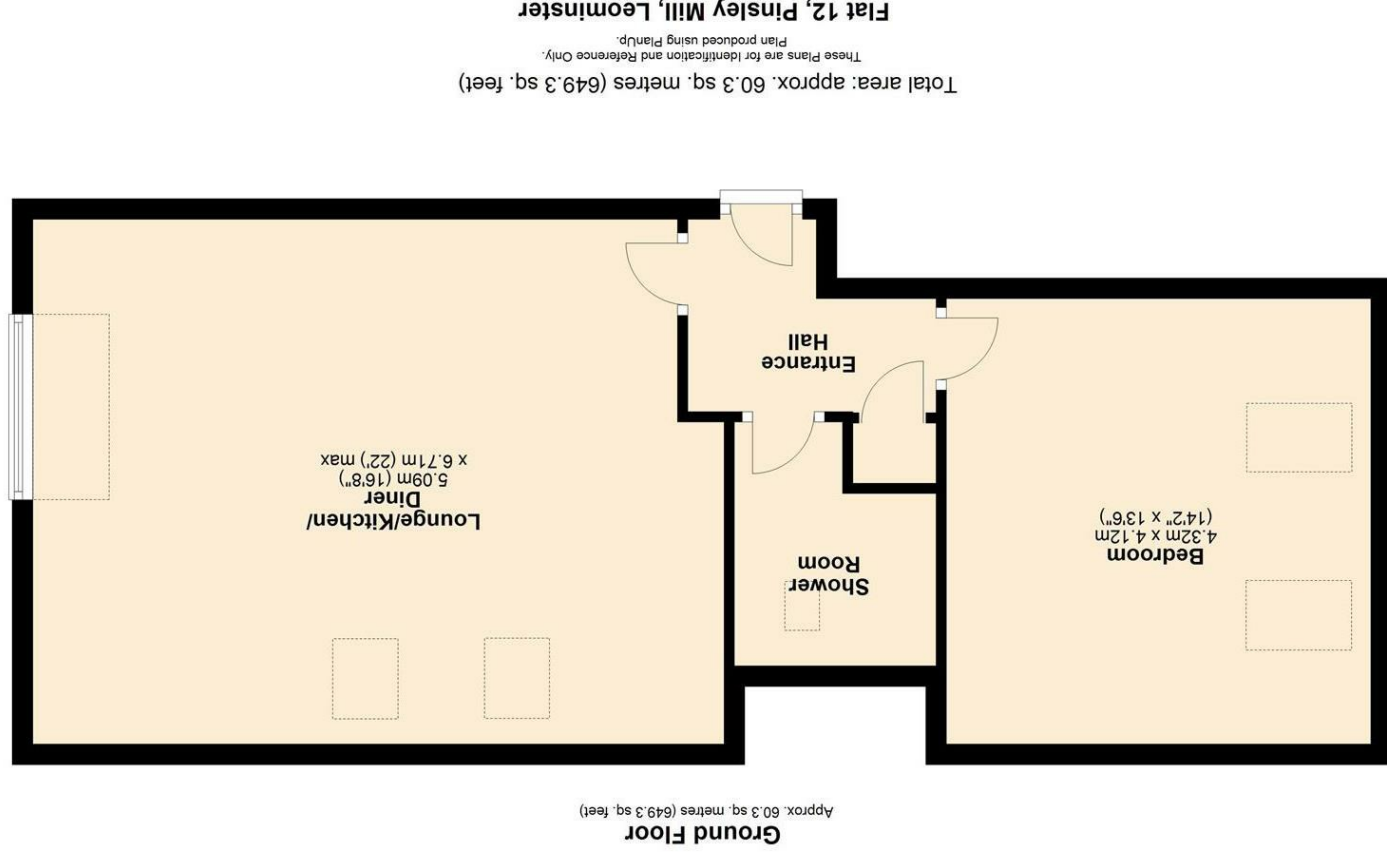 Ground Floor
Approx. 60.3 sq. metres (649.3 sq. feet)
Bedroom
4.32m x 4.12m
(14'2" x 13'6")
Shower
Room
Lounge/Kitchen/
Diner
5.09m (16'8")
x 6.71m (22') max
Entrance
Hall
Total area: approx. 60.3 sq. metres (649.3 sq. feet)
These Plans are for Identification and Reference Only.
Plan produced using PlanUp.
Flat 12, Pinsley Mill, Leominster